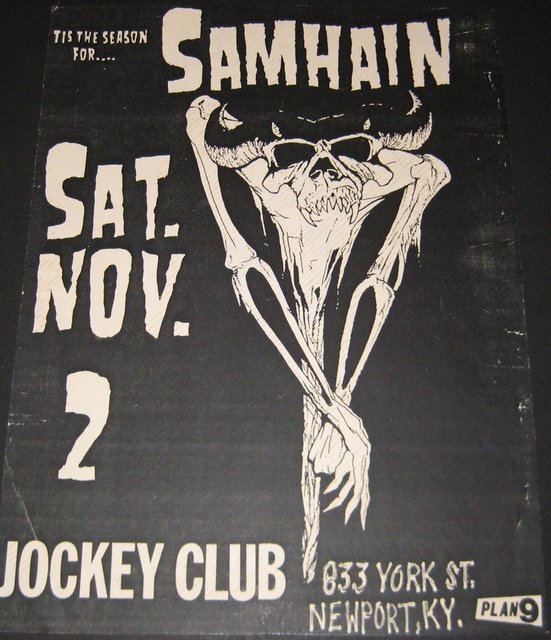 TIS THE SEASON
FOR....
SAMHAIN
SAT.
NOV.
2
JOCKEY CLUB
833 YORK ST.
NEWPORT, KY.
PLAN 9